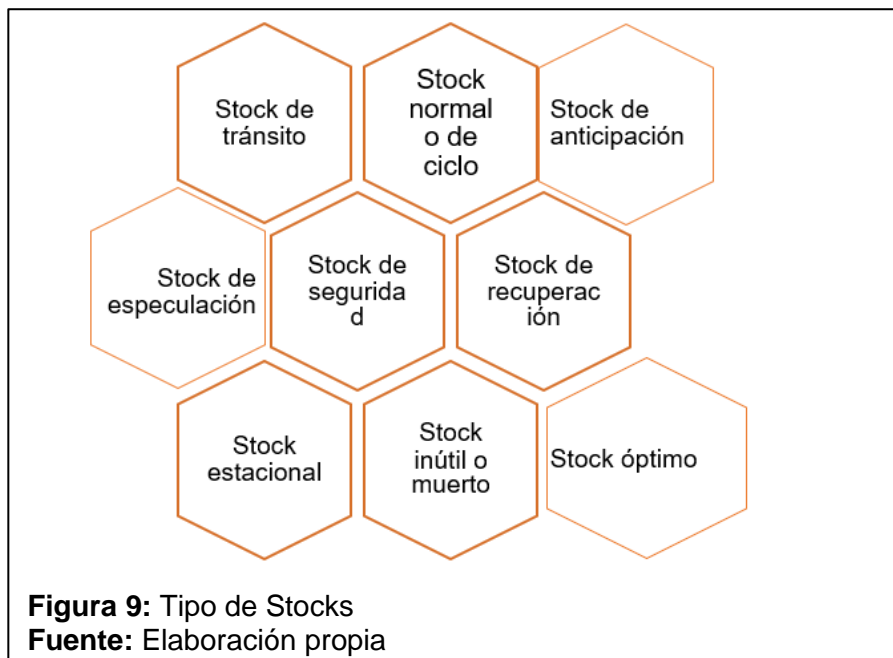 Stock de
tránsito
Stock
normal
o de
ciclo
Stock de
anticipación
Stock de
especulación
Stock de
segurida
d
Stock de
recuperac
ión
Stock
estacional
Stock
inútil o
muerto
Stock óptimo
Figura 9: Tipo de Stocks
Fuente: Elaboración propia